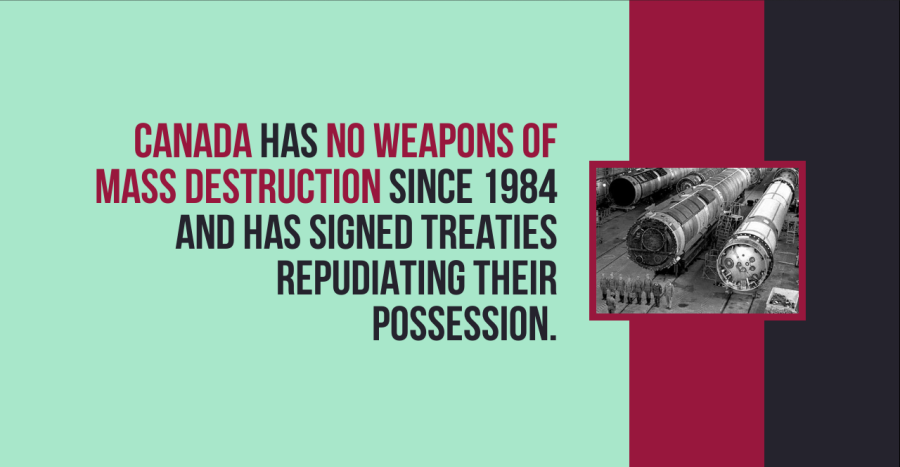 CANADA HAS NO WEAPONS OF
MASS DESTRUCTION SINCE 1984
AND HAS SIGNED TREATIES
REPUDIATING THEIR
POSSESSION.